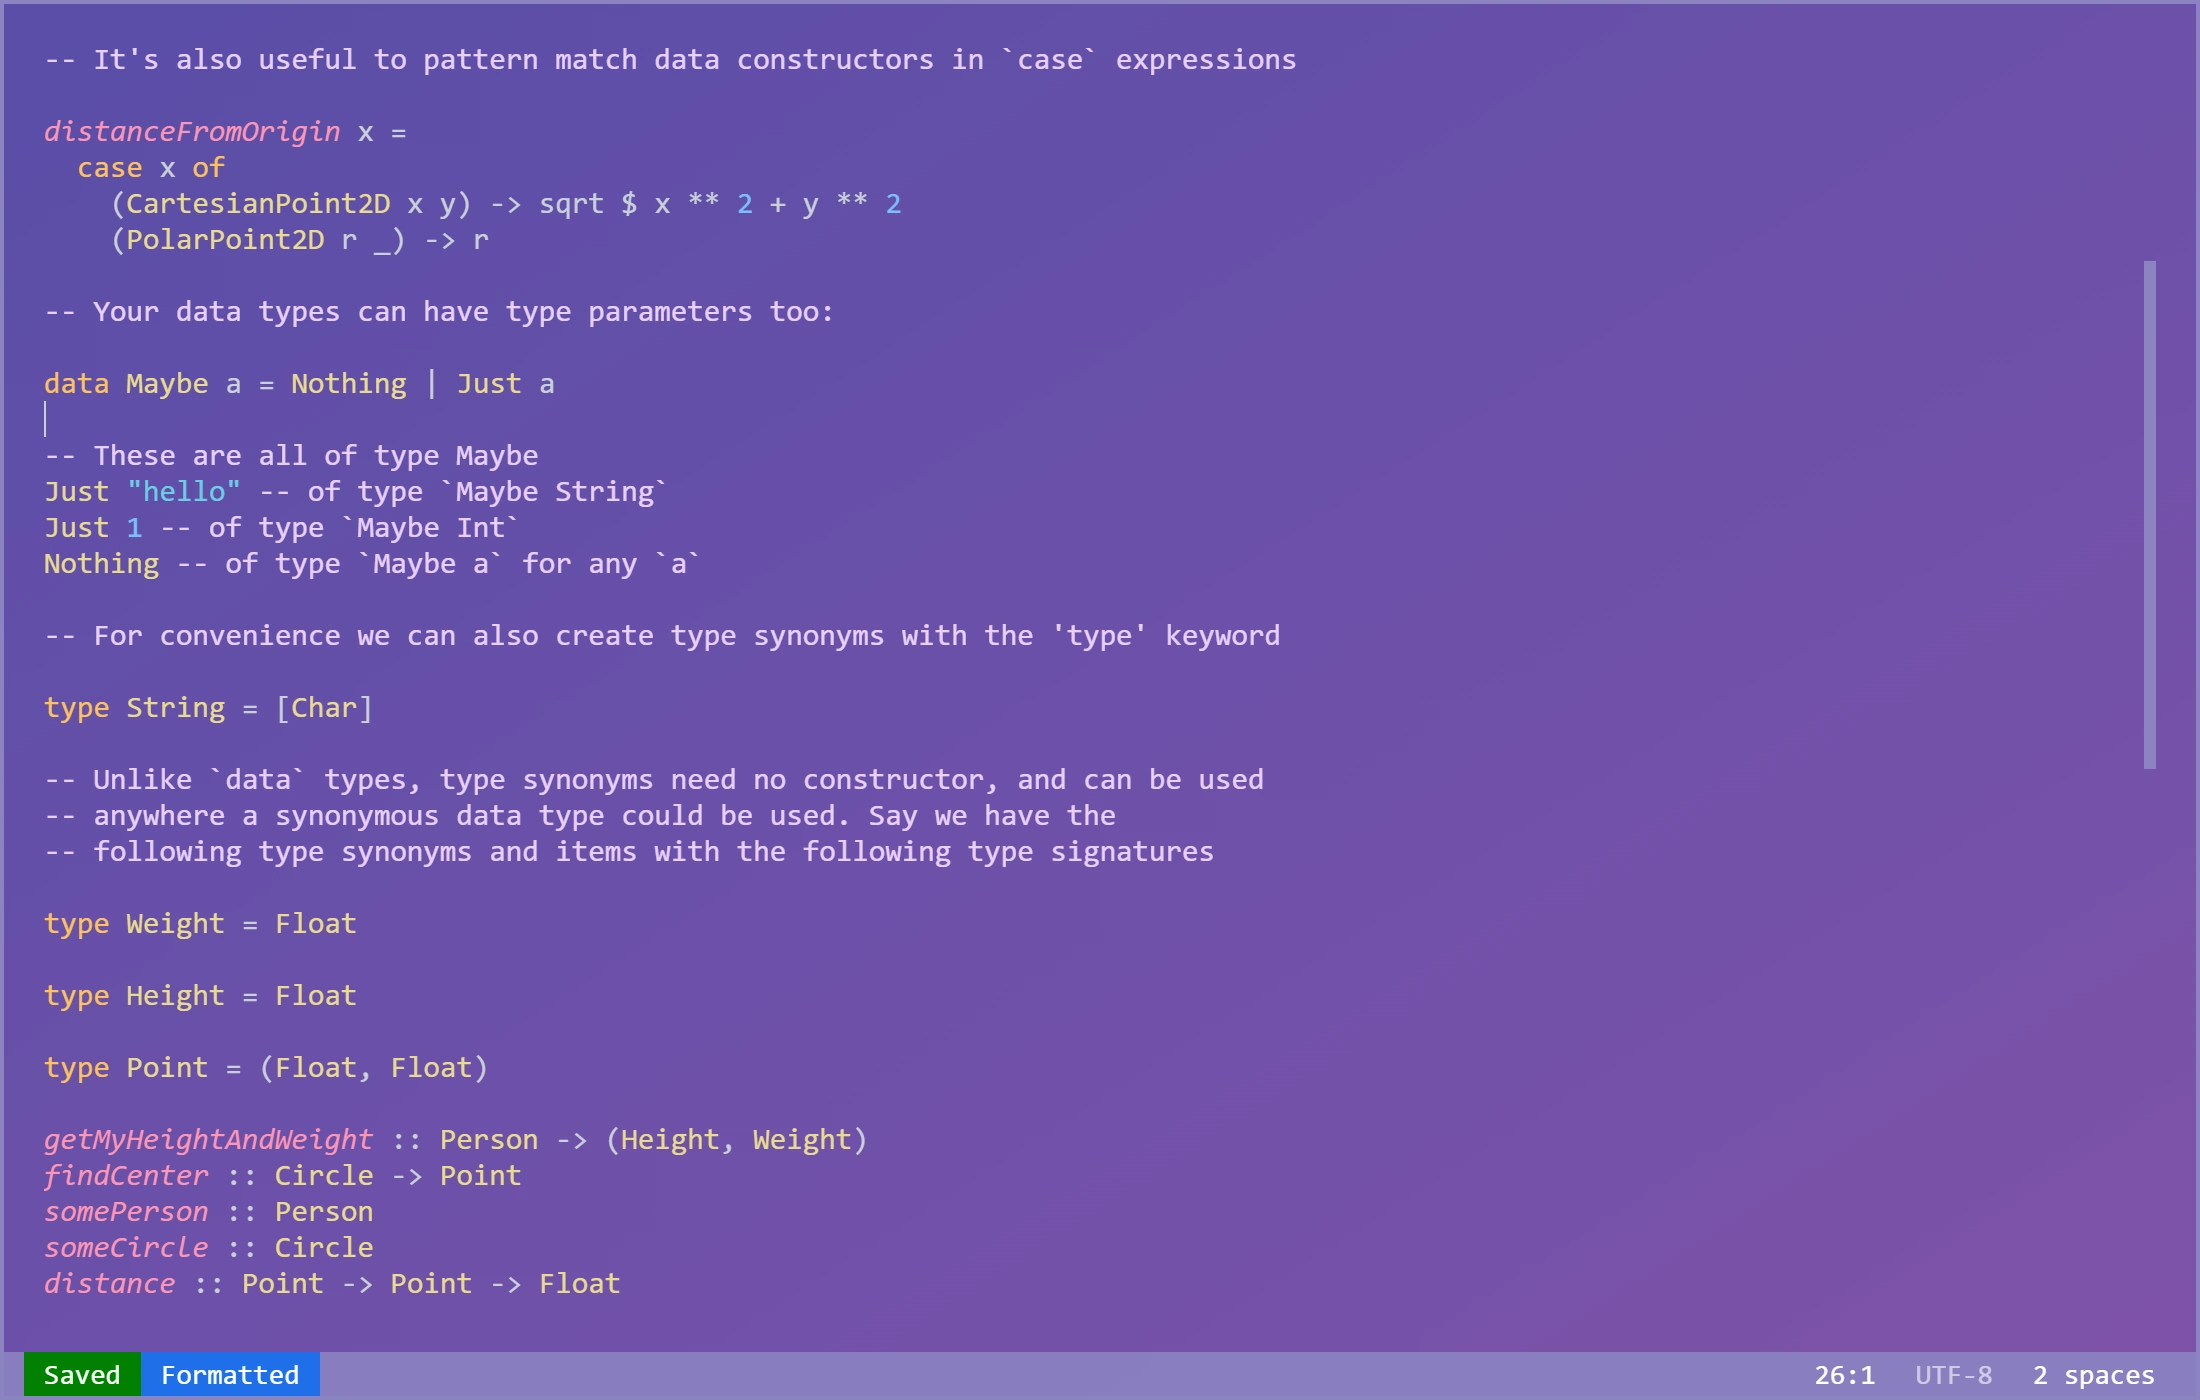 -- It's also useful to pattern match data constructors in `case` expressions

distanceFromOrigin x =
  case x of
    (CartesianPoint2D x y) -> sqrt $ x ** 2 + y ** 2
    (PolarPoint2D r _) -> r

-- Your data types can have type parameters too:

data Maybe a = Nothing | Just a

-- These are all of type Maybe
Just "hello" -- of type `Maybe String`
Just 1 -- of type `Maybe Int`
Nothing -- of type `Maybe a` for any `a`

-- For convenience we can also create type synonyms with the 'type' keyword

type String = [Char]

-- Unlike `data` types, type synonyms need no constructor, and can be used
-- anywhere a synonymous data type could be used. Say we have the
-- following type synonyms and items with the following type signatures

type Weight = Float

type Height = Float

type Point = (Float, Float)

getMyHeightAndWeight :: Person -> (Height, Weight)
findCenter :: Circle -> Point
somePerson :: Person
someCircle :: Circle
distance :: Point -> Point -> Float

Saved Formatted 26:1 UTF-8 2 spaces